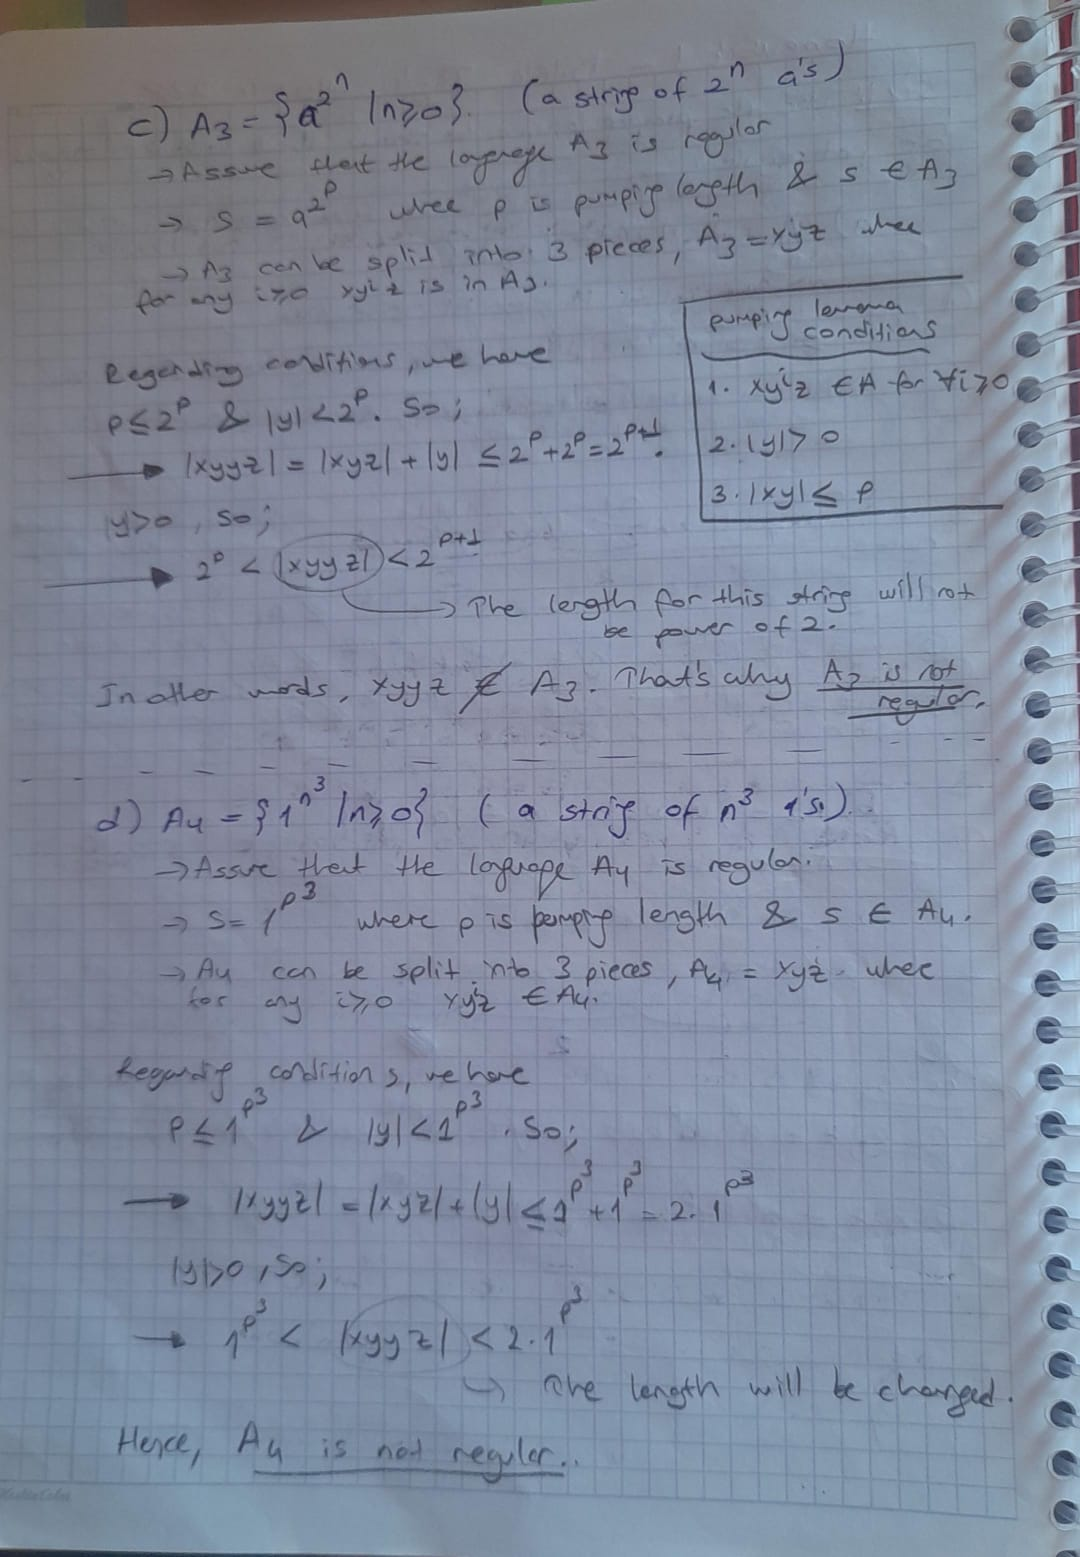 c) A₃ = {a^2^n | n≥0}. (a string of 2^n a's)
→ Assume that the language A₃ is regular
→ s = a^2^p where p is pumping length & s ∈ A₃
→ A₃ can be split into 3 pieces, A₃ = xyz where
for any i≥0 xy^i z is in A₃.
pumping lemma
conditions
1. xy^i z ∈ A for ∀i≥0
2. |y| > 0
3. |xy| ≤ p
Regarding conditions, we have
p ≤ 2^p & |y| < 2^p. So;
→ |xyyz| = |xyz| + |y| ≤ 2^p + 2^p = 2^p+1.
|y>0, so;
→ 2^p < |xyyz| < 2^p+1
→ The length for this string will not
be power of 2.
In other words, xyyz ∉ A₃. That's why A₃ is not
regular.
d) A₄ = {1^n^3 | n≥0} (a string of n^3 1's.)
→ Assume that the language A₄ is regular.
→ s = 1^p^3 where p is pumping length & s ∈ A₄.
→ A₄ can be split into 3 pieces, A₄ = xyz where
for any i≥0 xy^i z ∈ A₄.
Regarding conditions, we have
p ≤ 1^p^3 & |y| < 1^p^3. So;
→ |xyyz| = |xyz| + |y| ≤ 1^p^3 + 1^p^3 = 2.1^p^3
|y|>0, So;
→ 1^p^3 < |xyyz| < 2.1^p^3
→ The length will be changed.
Hence, A₄ is not regular..